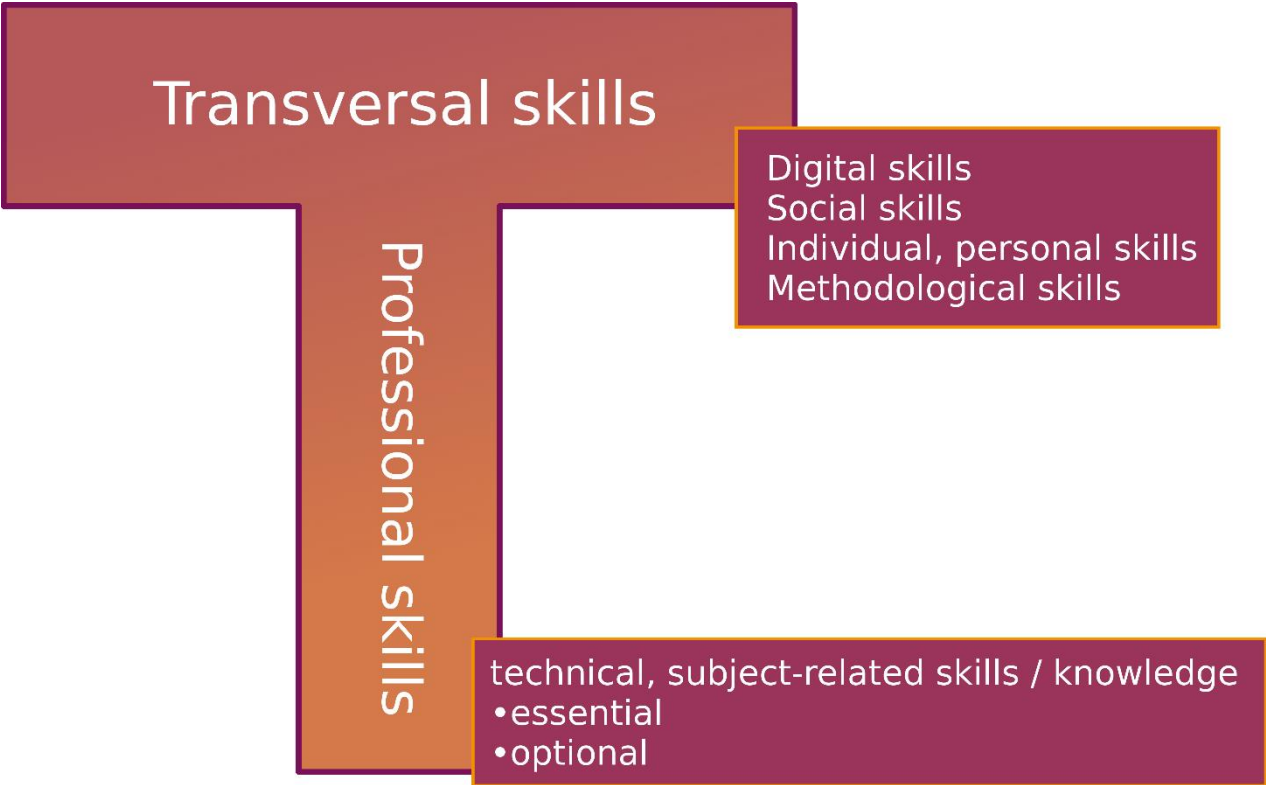 Transversal skills
Digital skills
Social skills
Individual, personal skills
Methodological skills
Professional skills
technical, subject-related skills / knowledge
•essential
•optional